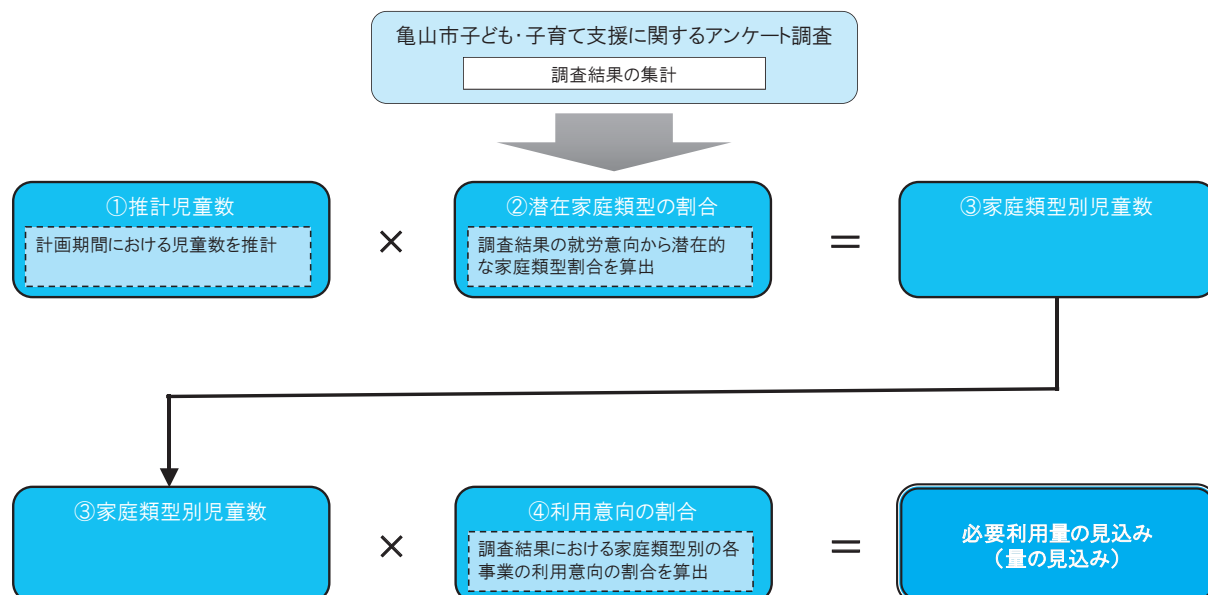 亀山市子ども・子育て支援に関するアンケート調査
調査結果の集計
①推計児童数
計画期間における児童数を推計
×
②潜在家庭類型の割合
調査結果の就労意向から潜在的
な家庭類型割合を算出
＝
③家庭類型別児童数
③家庭類型別児童数
×
④利用意向の割合
調査結果における家庭類型別の各
事業の利用意向の割合を算出
＝
必要利用量の見込み
（量の見込み）